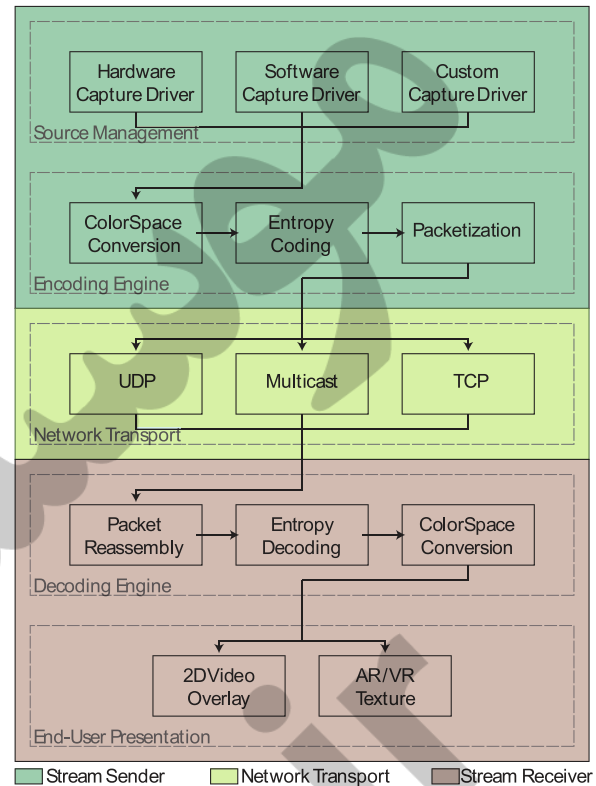 Hardware
Capture Driver
Software
Capture Driver
Custom
Capture Driver
Source Management
ColorSpace
Conversion
Entropy
Coding
Packetization
Encoding Engine
UDP
Multicast
TCP
Network Transport
Packet
Reassembly
Entropy
Decoding
ColorSpace
Conversion
Decoding Engine
2DVideo
Overlay
AR/VR
Texture
End-User Presentation
Stream Sender
Network Transport
Stream Receiver